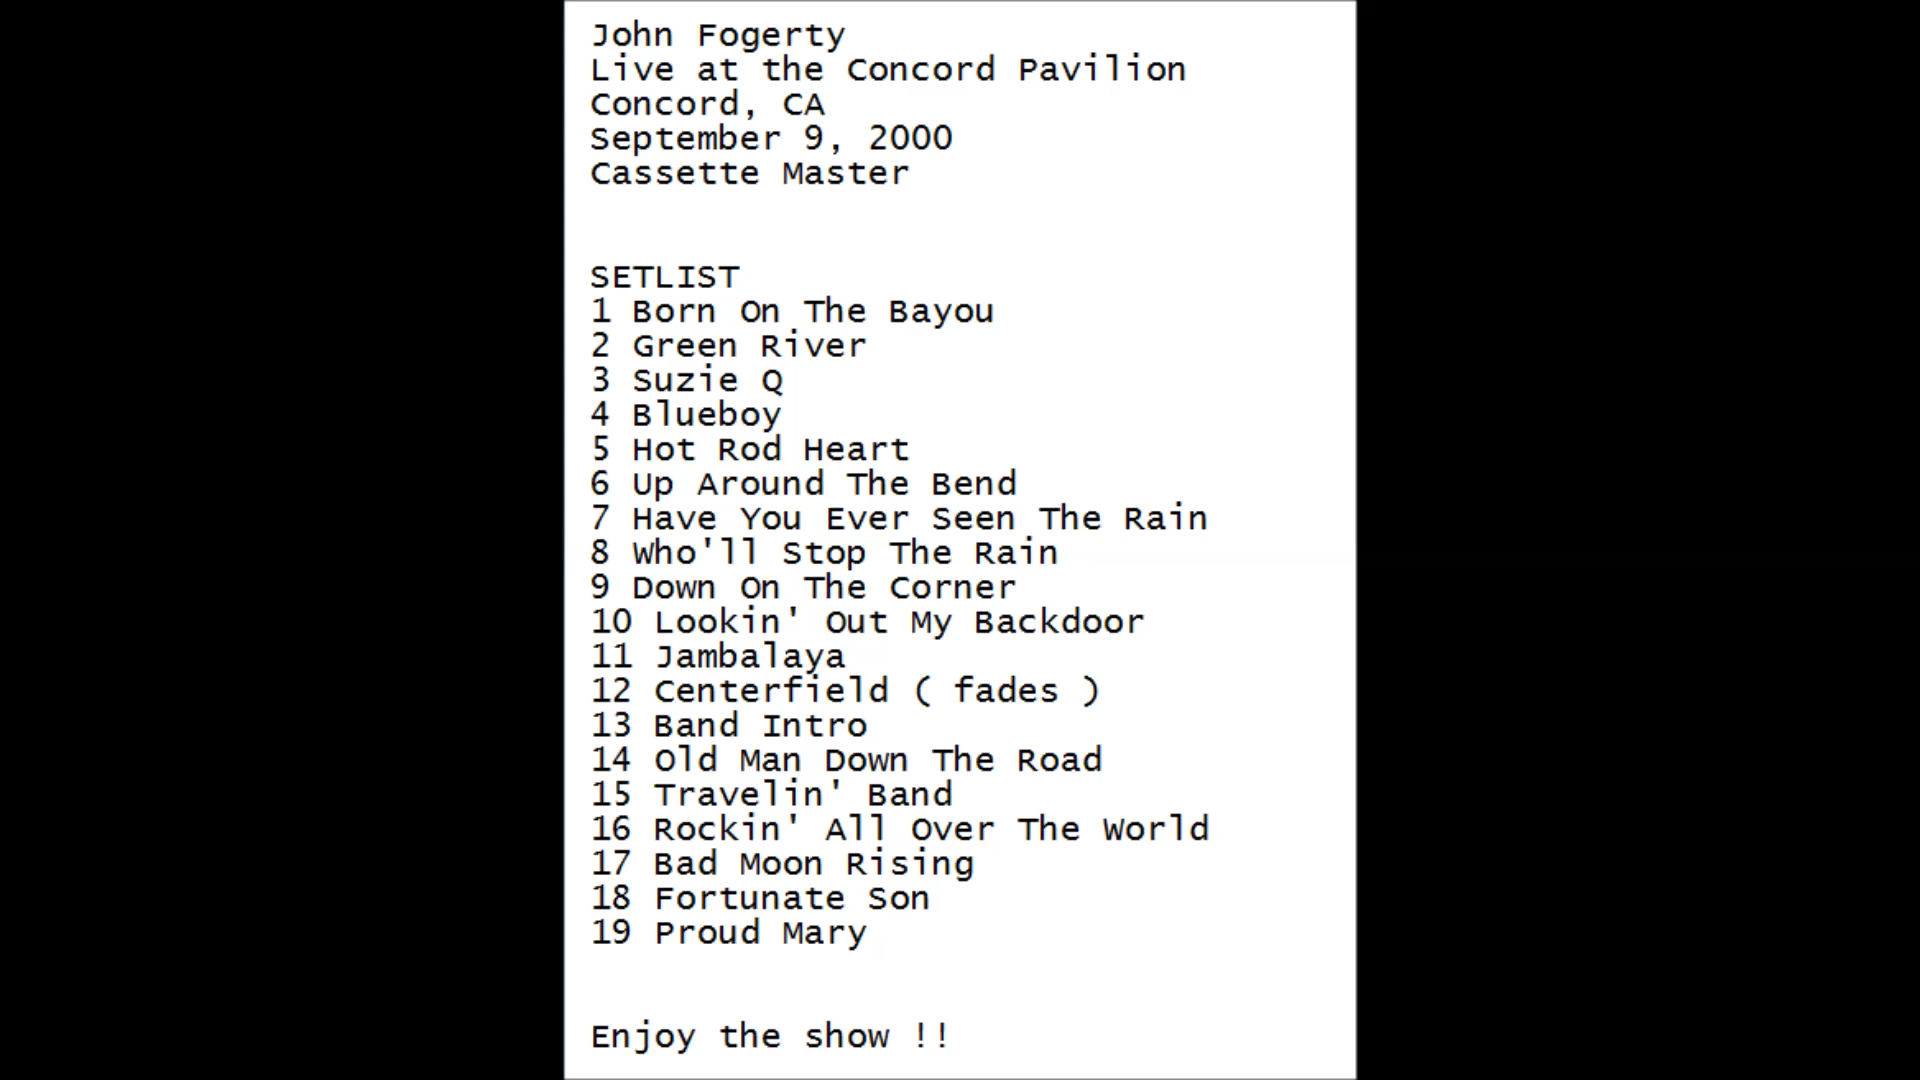 John Fogerty
Live at the Concord Pavilion
Concord, CA
September 9, 2000
Cassette Master
SETLIST
1 Born On The Bayou
2 Green River
3 Suzie Q
4 Blueboy
5 Hot Rod Heart
6 Up Around The Bend
7 Have You Ever Seen The Rain
8 Who'll Stop The Rain
9 Down On The Corner
10 Lookin' Out My Backdoor
11 Jambalaya
12 Centerfield ( fades )
13 Band Intro
14 Old Man Down The Road
15 Travelin' Band
16 Rockin' All Over The World
17 Bad Moon Rising
18 Fortunate Son
19 Proud Mary
Enjoy the show !!